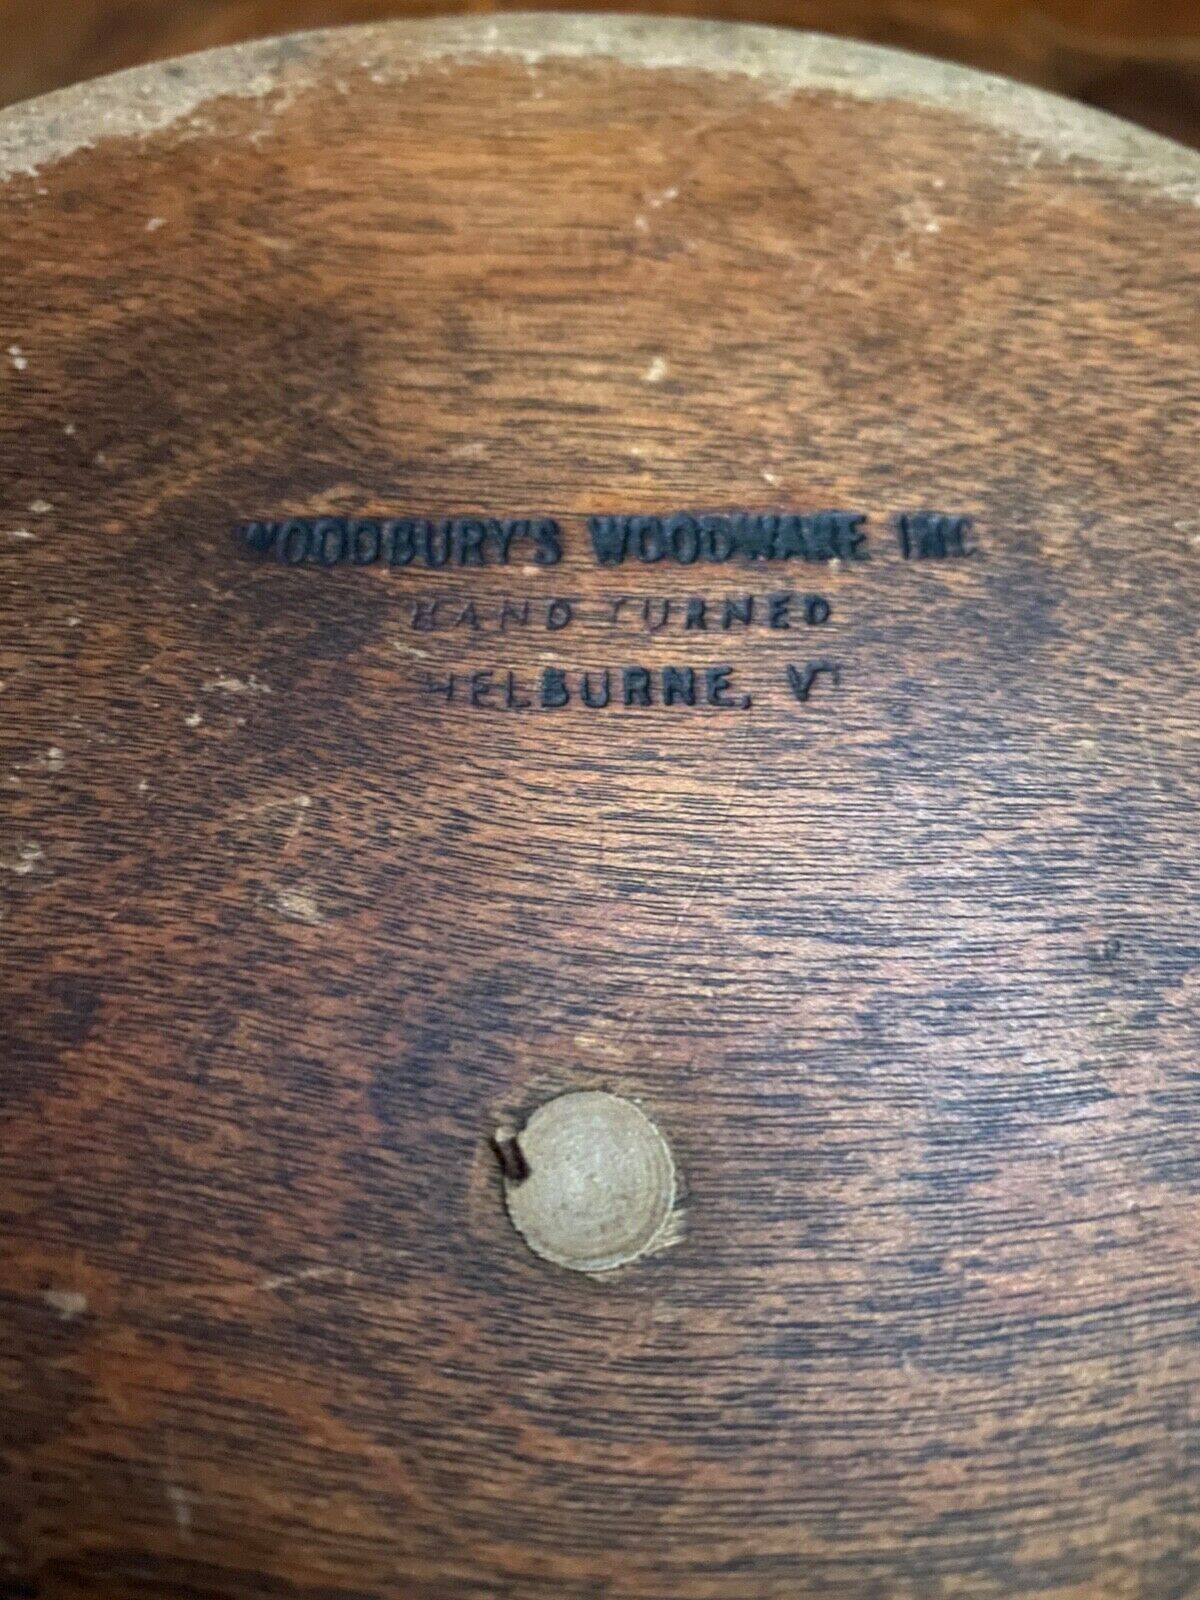 WOODBURY'S WOODWARE INC.
HAND TURNED
HELBURNE, VT